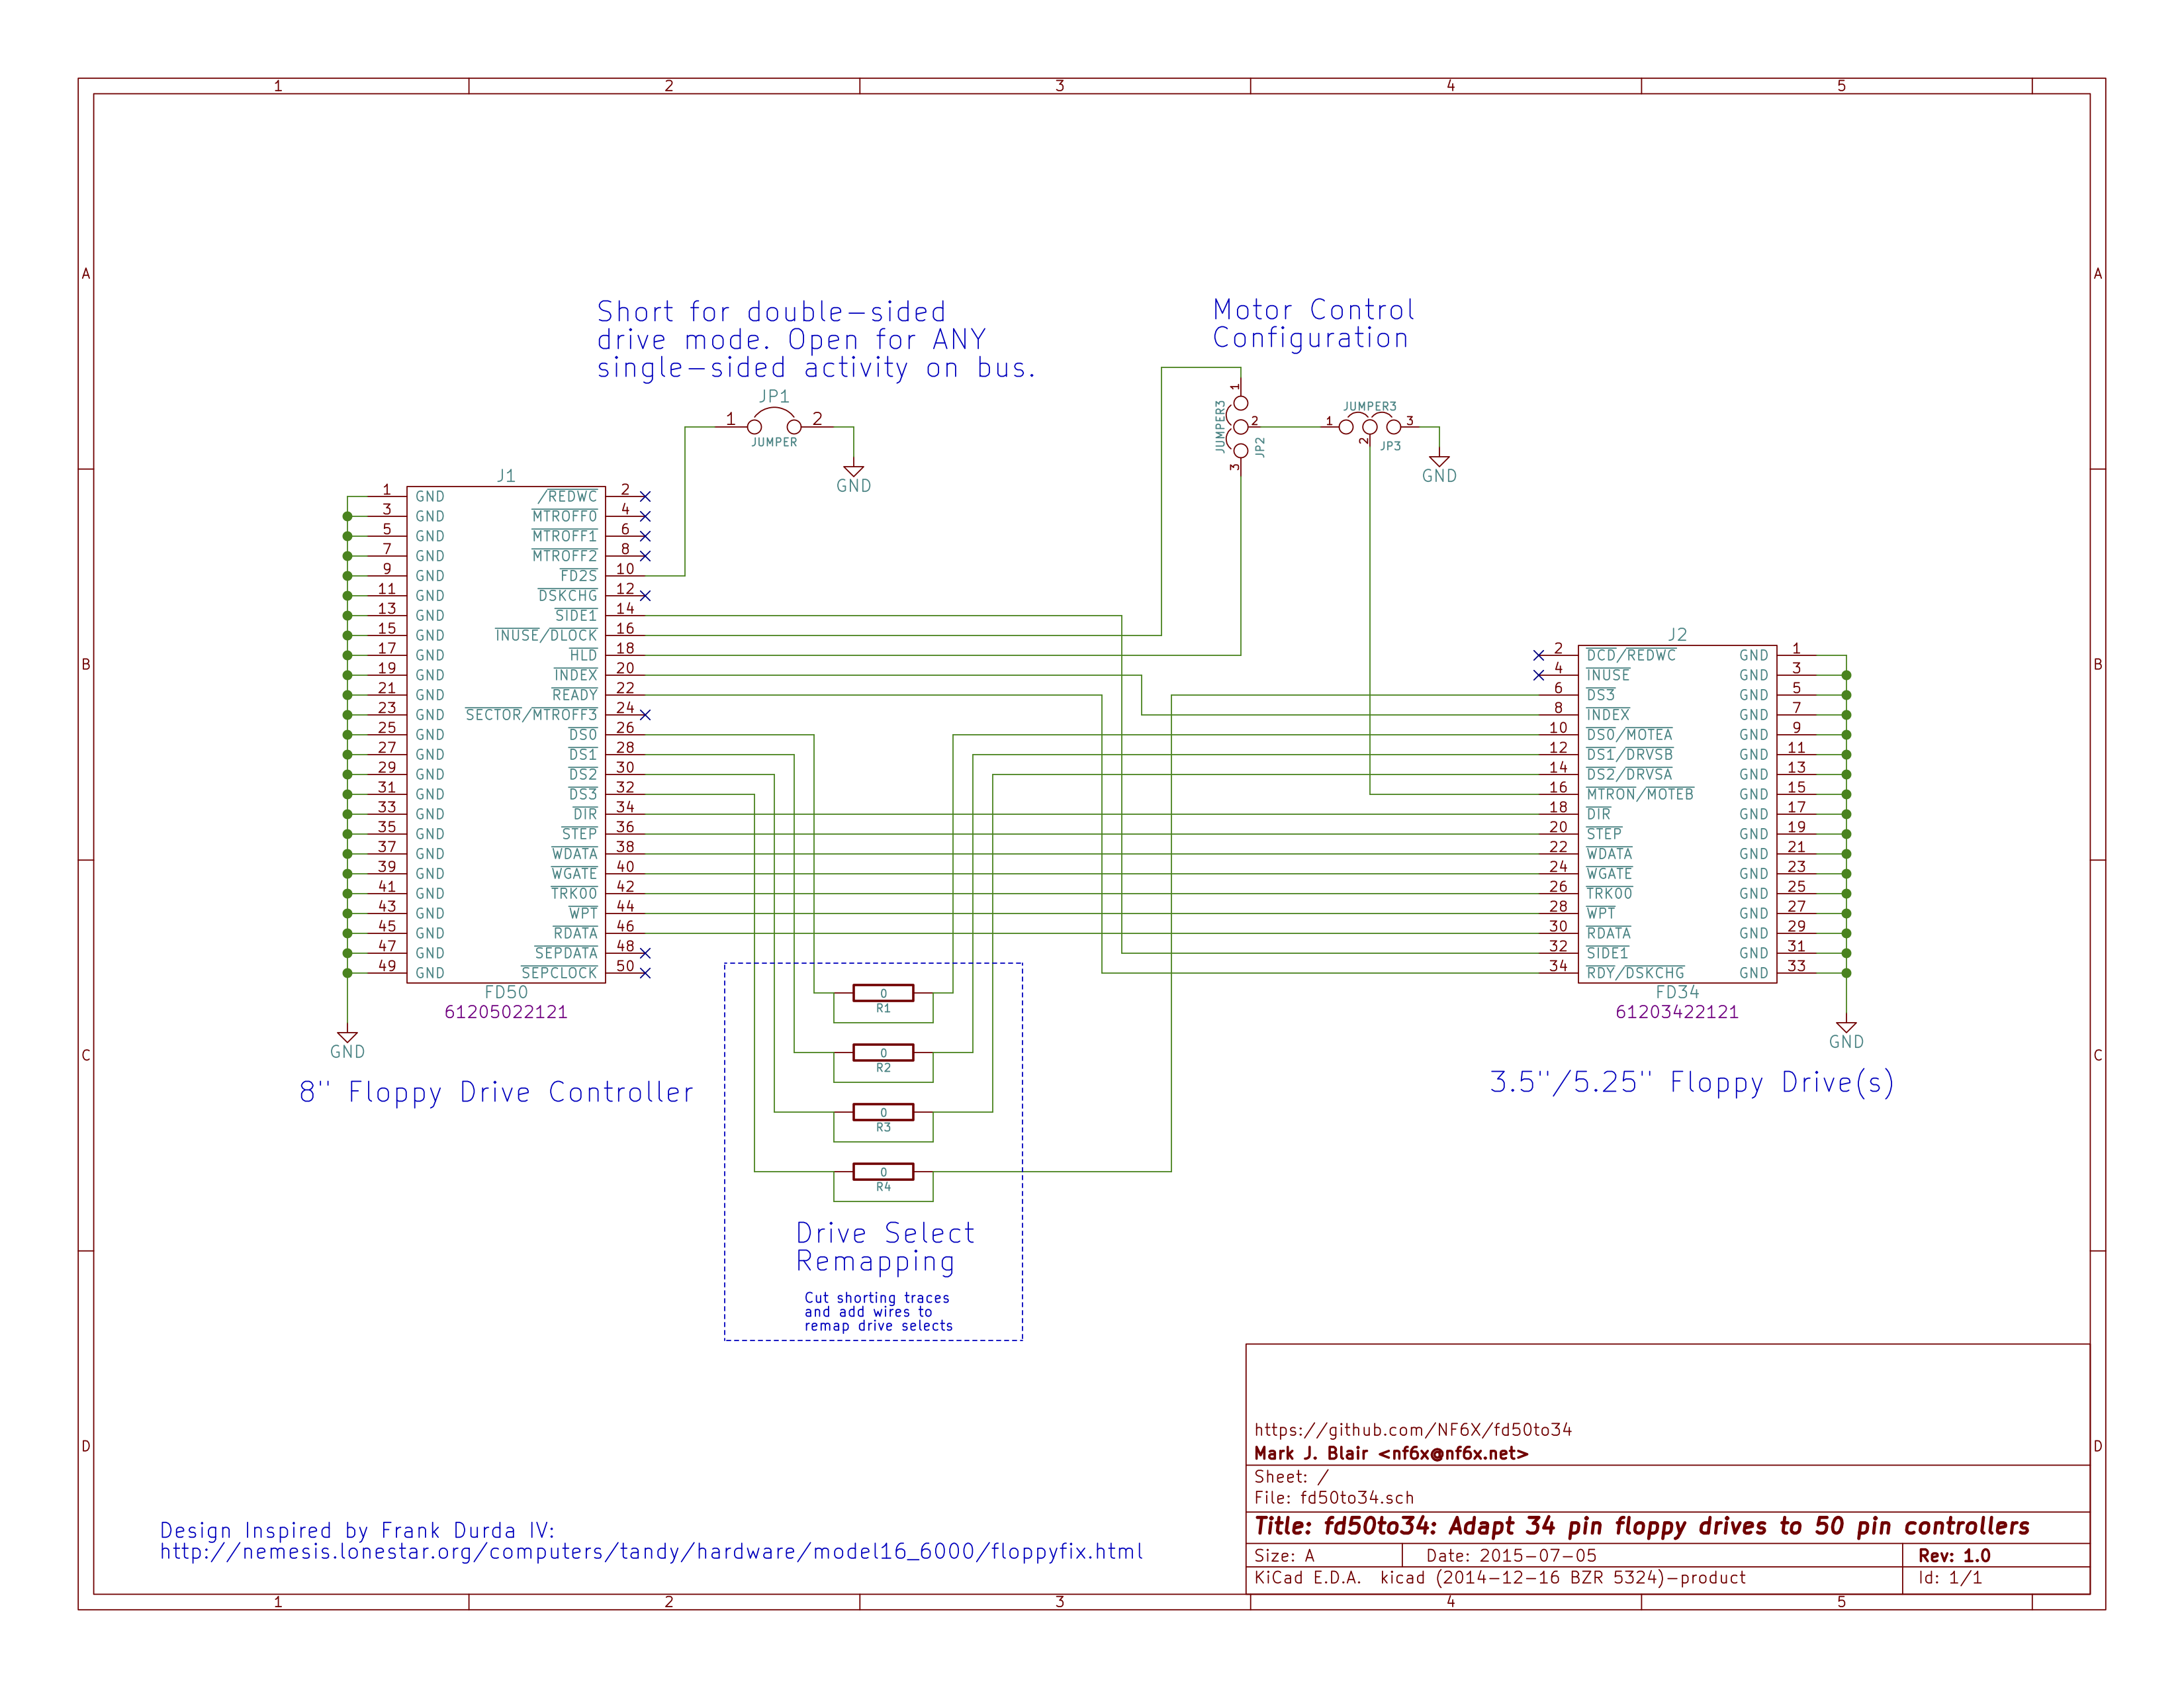 1 2 3 4 5
A A
Short for double-sided
drive mode. Open for ANY
single-sided activity on bus.
JP1
1 2
JUMPER
GND
Motor Control
Configuration
1
JUMPER3
2
JP2
3
JUMPER3
1 3
2
JP3
GND
J1
1 GND /REDWC 2
3 GND MTROFF0 4
5 GND MTROFF1 6
7 GND MTROFF2 8
9 GND FD2S 10
11 GND DSKCHG 12
13 GND SIDE1 14
15 GND INUSE/DLOCK 16
17 GND HLD 18
19 GND INDEX 20
21 GND READY 22
23 GND SECTOR/MTROFF3 24
25 GND DS0 26
27 GND DS1 28
29 GND DS2 30
31 GND DS3 32
33 GND DIR 34
35 GND STEP 36
37 GND WDATA 38
39 GND WGATE 40
41 GND TRK00 42
43 GND WPT 44
45 GND RDATA 46
47 GND SEPDATA 48
49 GND SEPCLOCK 50
FD50
61205022121
GND
8" Floppy Drive Controller
B B
J2
2 DCD/REDWC GND 1
4 INUSE GND 3
6 DS3 GND 5
8 INDEX GND 7
10 DS0/MOTEA GND 9
12 DS1/DRVSB GND 11
14 DS2/DRVSA GND 13
16 MTRON/MOTEB GND 15
18 DIR GND 17
20 STEP GND 19
22 WDATA GND 21
24 WGATE GND 23
26 TRK00 GND 25
28 WPT GND 27
30 RDATA GND 29
32 SIDE1 GND 31
34 RDY/DSKCHG GND 33
FD34
61203422121
GND
3.5"/5.25" Floppy Drive(s)
0
R1
0
R2
0
R3
0
R4
C C
Drive Select
Remapping
Cut shorting traces
and add wires to
remap drive selects
D D
Design Inspired by Frank Durda IV:
http://nemesis.lonestar.org/computers/tandy/hardware/model16_6000/floppyfix.html
https://github.com/NF6X/fd50to34
Mark J. Blair <nf6x@nf6x.net>
Sheet: /
File: fd50to34.sch
Title: fd50to34: Adapt 34 pin floppy drives to 50 pin controllers
Size: A Date: 2015-07-05 Rev: 1.0
KiCad E.D.A. kicad (2014-12-16 BZR 5324)-product Id: 1/1
1 2 3 4 5